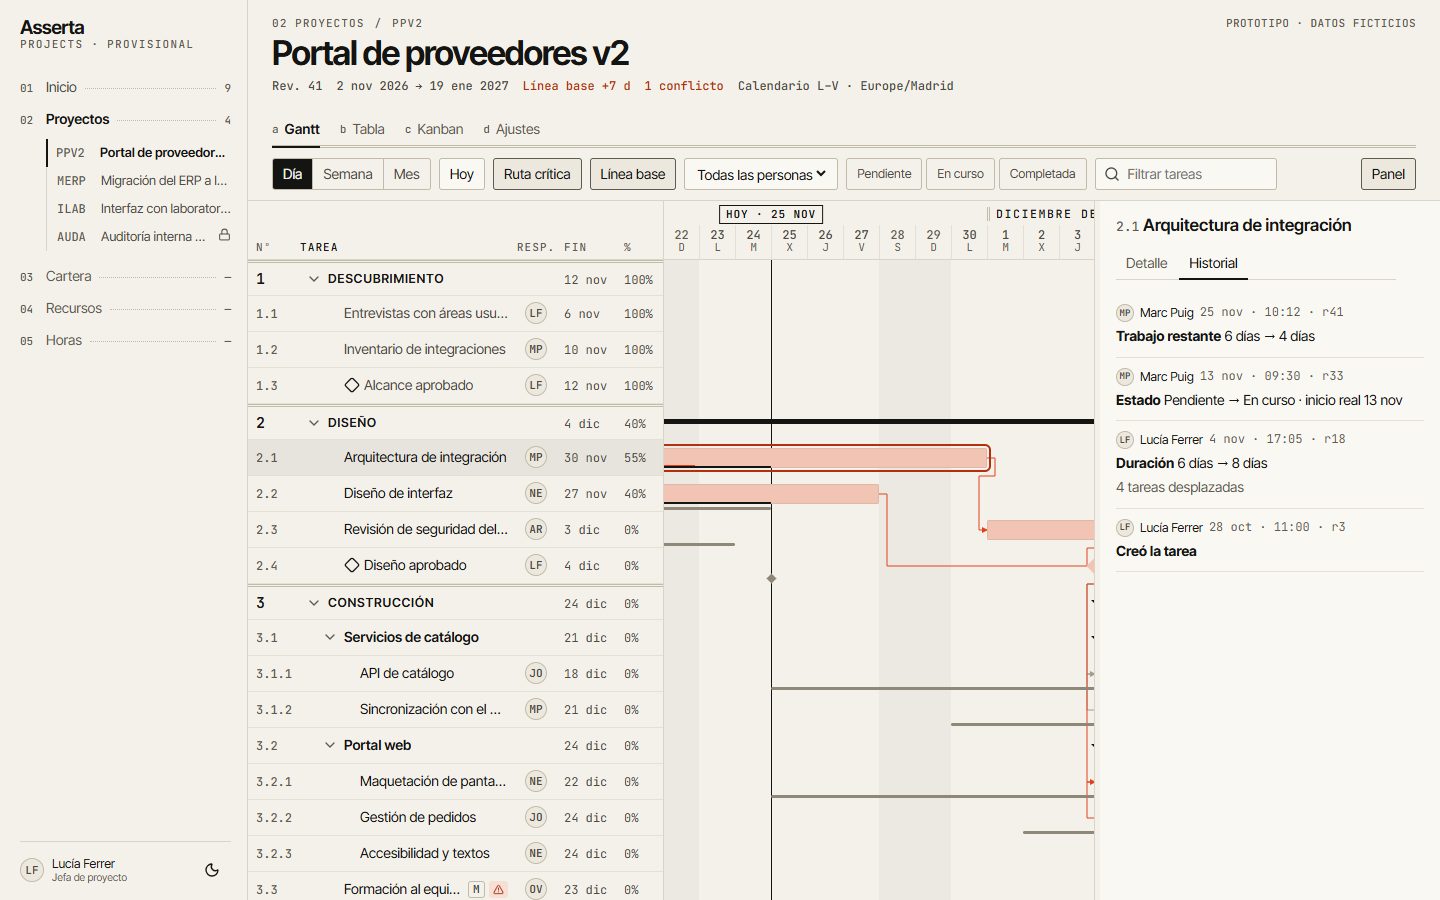 Asserta
PROJECTS · PROVISIONAL
01 Inicio 9
02 Proyectos 4
PPV2 Portal de proveedor...
MERP Migración del ERP a l...
ILAB Interfaz con laborator...
AUDA Auditoría interna ...
03 Cartera –
04 Recursos –
05 Horas –
LF Lucía Ferrer
Jefa de proyecto
02 PROYECTOS / PPV2
PROTOTIPO · DATOS FICTICIOS
Portal de proveedores v2
Rev. 41 2 nov 2026 → 19 ene 2027 Línea base +7 d 1 conflicto Calendario L–V · Europe/Madrid
a Gantt b Tabla c Kanban d Ajustes
Día Semana Mes Hoy Ruta crítica Línea base Todas las personas Pendiente En curso Completada Filtrar tareas Panel
HOY · 25 NOV DICIEMBRE DE
22 23 24 25 26 27 28 29 30 1 2 3
D L M X J V S D L M X J
N° TAREA RESP. FIN %
1 DESCUBRIMIENTO 12 nov 100%
1.1 Entrevistas con áreas usu... LF 6 nov 100%
1.2 Inventario de integraciones MP 10 nov 100%
1.3 Alcance aprobado LF 12 nov 100%
2 DISEÑO 4 dic 40%
2.1 Arquitectura de integración MP 30 nov 55%
2.2 Diseño de interfaz NE 27 nov 40%
2.3 Revisión de seguridad del... AR 3 dic 0%
2.4 Diseño aprobado LF 4 dic 0%
3 CONSTRUCCIÓN 24 dic 0%
3.1 Servicios de catálogo 21 dic 0%
3.1.1 API de catálogo JO 18 dic 0%
3.1.2 Sincronización con el ... MP 21 dic 0%
3.2 Portal web 24 dic 0%
3.2.1 Maquetación de panta... NE 22 dic 0%
3.2.2 Gestión de pedidos JO 24 dic 0%
3.2.3 Accesibilidad y textos NE 24 dic 0%
3.3 Formación al equi... M OV 23 dic 0%
2.1 Arquitectura de integración
Detalle Historial
MP Marc Puig 25 nov · 10:12 · r41
Trabajo restante 6 días → 4 días
MP Marc Puig 13 nov · 09:30 · r33
Estado Pendiente → En curso · inicio real 13 nov
LF Lucía Ferrer 4 nov · 17:05 · r18
Duración 6 días → 8 días
4 tareas desplazadas
LF Lucía Ferrer 28 oct · 11:00 · r3
Creó la tarea